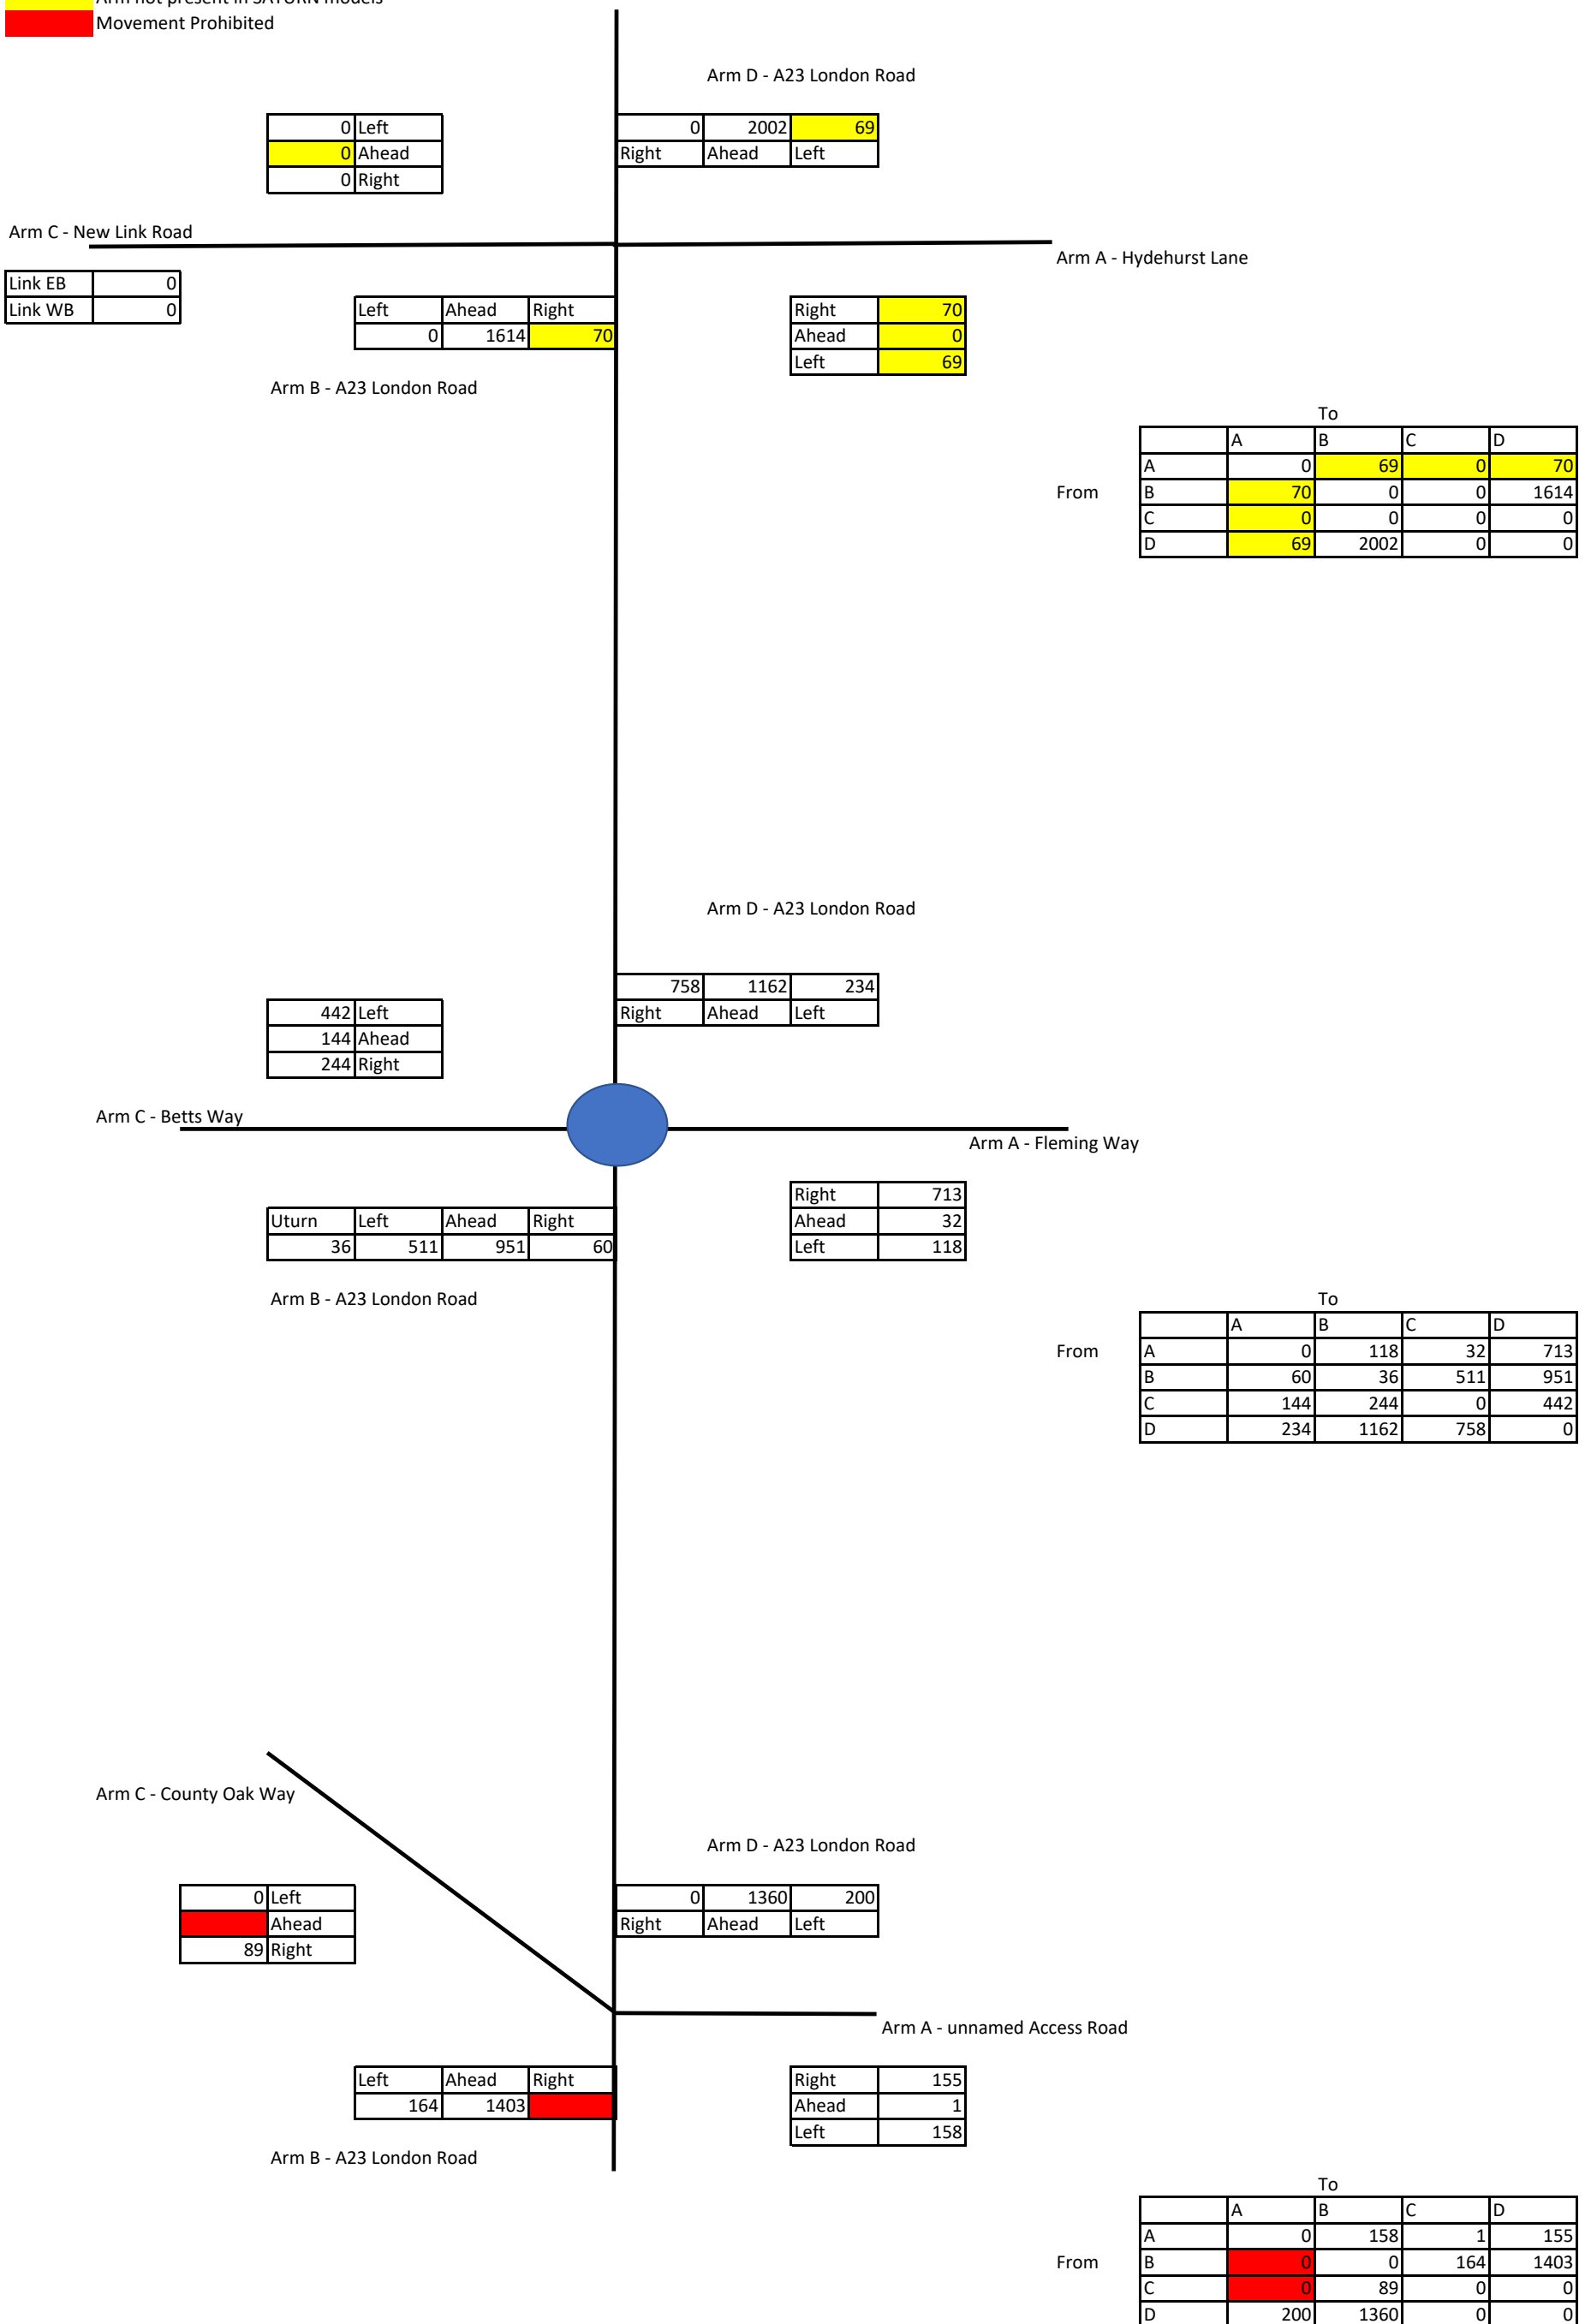 Arm not present in SATURN models
Movement Prohibited
Arm D - A23 London Road
0 Left
0 Ahead
0 Right
0 2002 69
Right Ahead Left
Arm C - New Link Road
Arm A - Hydehurst Lane
Link EB 0
Link WB 0
Left Ahead Right
0 1614 70
Right 70
Ahead 0
Left 69
Arm B - A23 London Road
To
A B C D
A 0 69 0 70
From B 70 0 0 1614
C 0 0 0 0
D 69 2002 0 0
Arm D - A23 London Road
758 1162 234
Right Ahead Left
442 Left
144 Ahead
244 Right
Arm C - Betts Way
Arm A - Fleming Way
Uturn Left Ahead Right
36 511 951 60
Right 713
Ahead 32
Left 118
Arm B - A23 London Road
To
A B C D
From A 0 118 32 713
B 60 36 511 951
C 144 244 0 442
D 234 1162 758 0
Arm C - County Oak Way
Arm D - A23 London Road
0 Left
Ahead
89 Right
0 1360 200
Right Ahead Left
Arm A - unnamed Access Road
Left Ahead Right
164 1403
Right 155
Ahead 1
Left 158
Arm B - A23 London Road
To
A B C D
A 0 158 1 155
From B 0 0 164 1403
C 0 89 0 0
D 200 1360 0 0